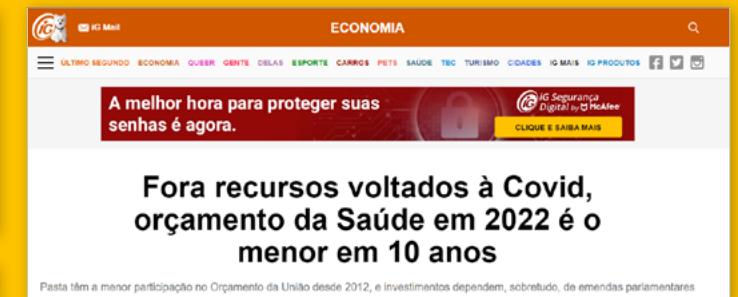 iG
iG Mail
ECONOMIA
ÚLTIMO SEGUNDO ECONOMIA QUEER GENTE DELAS ESPORTE CARROS PETS SAÚDE TEC TURISMO CIDADES IG MAIS IG PRODUTOS
A melhor hora para proteger suas
senhas é agora.
iG Segurança
Digital by McAfee
CLIQUE E SAIBA MAIS
Fora recursos voltados à Covid,
orçamento da Saúde em 2022 é o
menor em 10 anos
Pasta têm a menor participação no Orçamento da União desde 2012, e investimentos dependem, sobretudo, de emendas parlamentares